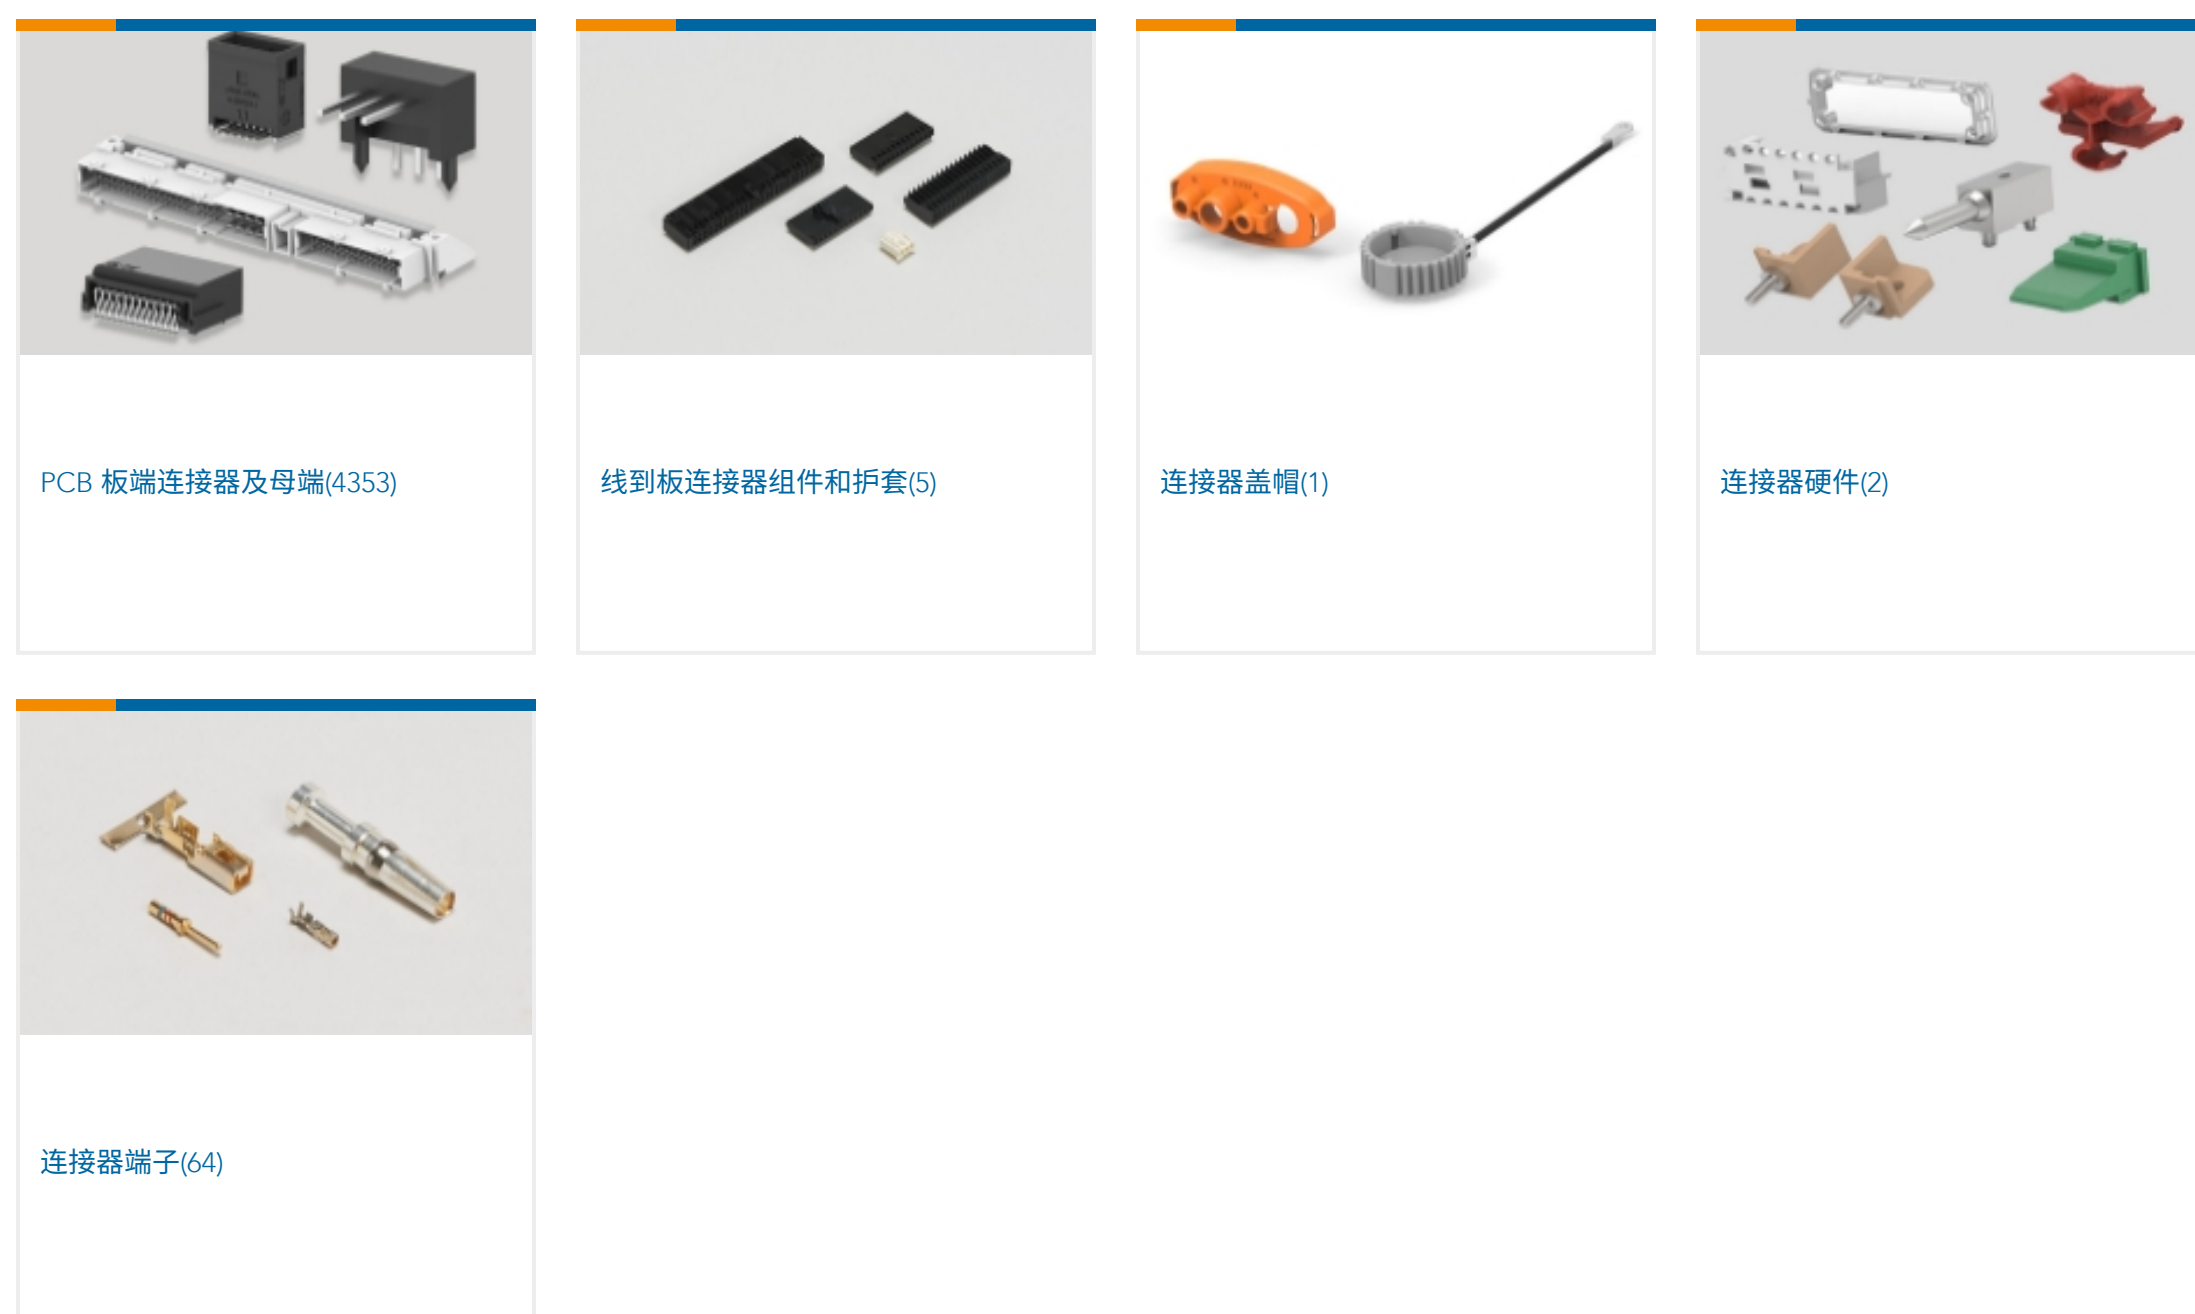 PCB 板端连接器及母端(4353)
线到板连接器组件和护套(5)
连接器盖帽(1)
连接器硬件(2)
连接器端子(64)